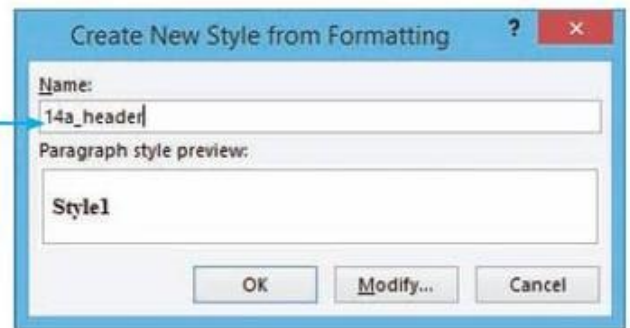 Create New Style from Formatting ? ×
Name:
14a_header
Paragraph style preview:
Style1
OK Modify... Cancel